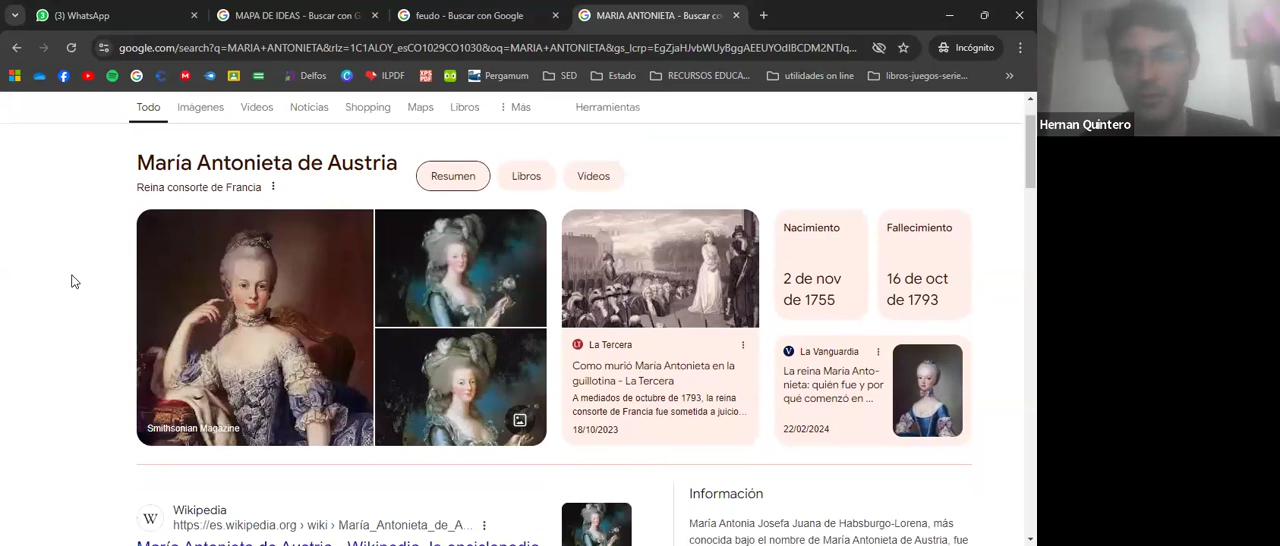 (3) WhatsApp
MAPA DE IDEAS - Buscar con G
feudo - Buscar con Google
MARIA ANTONIETA - Buscar co
google.com/search?q=MARIA+ANTONIETA&rlz=1C1ALOY_esCO1029CO1030&oq=MARIA+ANTONIETA&gs_lcrp=EgZjaHJvbWUyBggAEEUYOdIBCDM2NTJq...
Incógnito
Delfos
ILPDF
Pergamum
SED
Estado
RECURSOS EDUCA...
utilidades on line
libros-juegos-serie...
Hernan Quintero
Todo
Imágenes
Videos
Noticias
Shopping
Maps
Libros
Más
Herramientas
María Antonieta de Austria
Reina consorte de Francia
Resumen
Libros
Videos
Smithsonian Magazine
La Tercera
Como murió María Antonieta en la
guillotina - La Tercera
A mediados de octubre de 1793, la reina
consorte de Francia fue sometida a juicio...
18/10/2023
Nacimiento
2 de nov
de 1755
Fallecimiento
16 de oct
de 1793
La Vanguardia
La reina Maria Anto-
nieta: quién fue y por
qué comenzó en ...
22/02/2024
Wikipedia
https://es.wikipedia.org › wiki › María_Antonieta_de_A...
María Antonieta de Austria - Wikipedia, la enciclopedia
Información
María Antonia Josefa Juana de Habsburgo-Lorena, más
conocida bajo el nombre de María Antonieta de Austria, fue